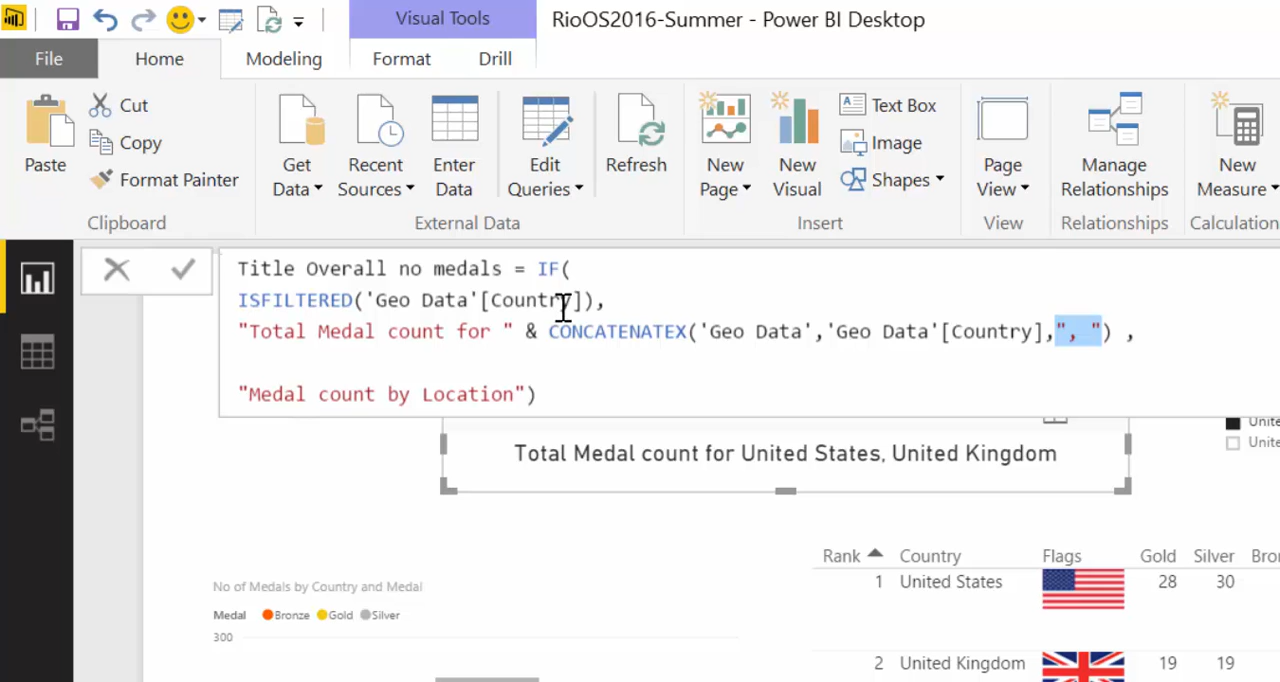 Visual Tools
RioOS2016-Summer - Power BI Desktop
File
Home
Modeling
Format
Drill
Paste
Cut
Copy
Format Painter
Clipboard
Get
Data
Recent
Sources
Enter
Data
External Data
Edit
Queries
Refresh
New
Page
New
Visual
Text Box
Image
Shapes
Insert
Page
View
View
Manage
Relationships
Relationships
New
Measure
Calculation
Title Overall no medals = IF(
ISFILTERED('Geo Data'[Country]),
"Total Medal count for " & CONCATENATEX('Geo Data','Geo Data'[Country],", ") ,
"Medal count by Location")
Unite
Unite
Total Medal count for United States, United Kingdom
No of Medals by Country and Medal
Medal Bronze Gold Silver
300
Rank Country Flags Gold Silver Bro
1 United States 28 30
2 United Kingdom 19 19